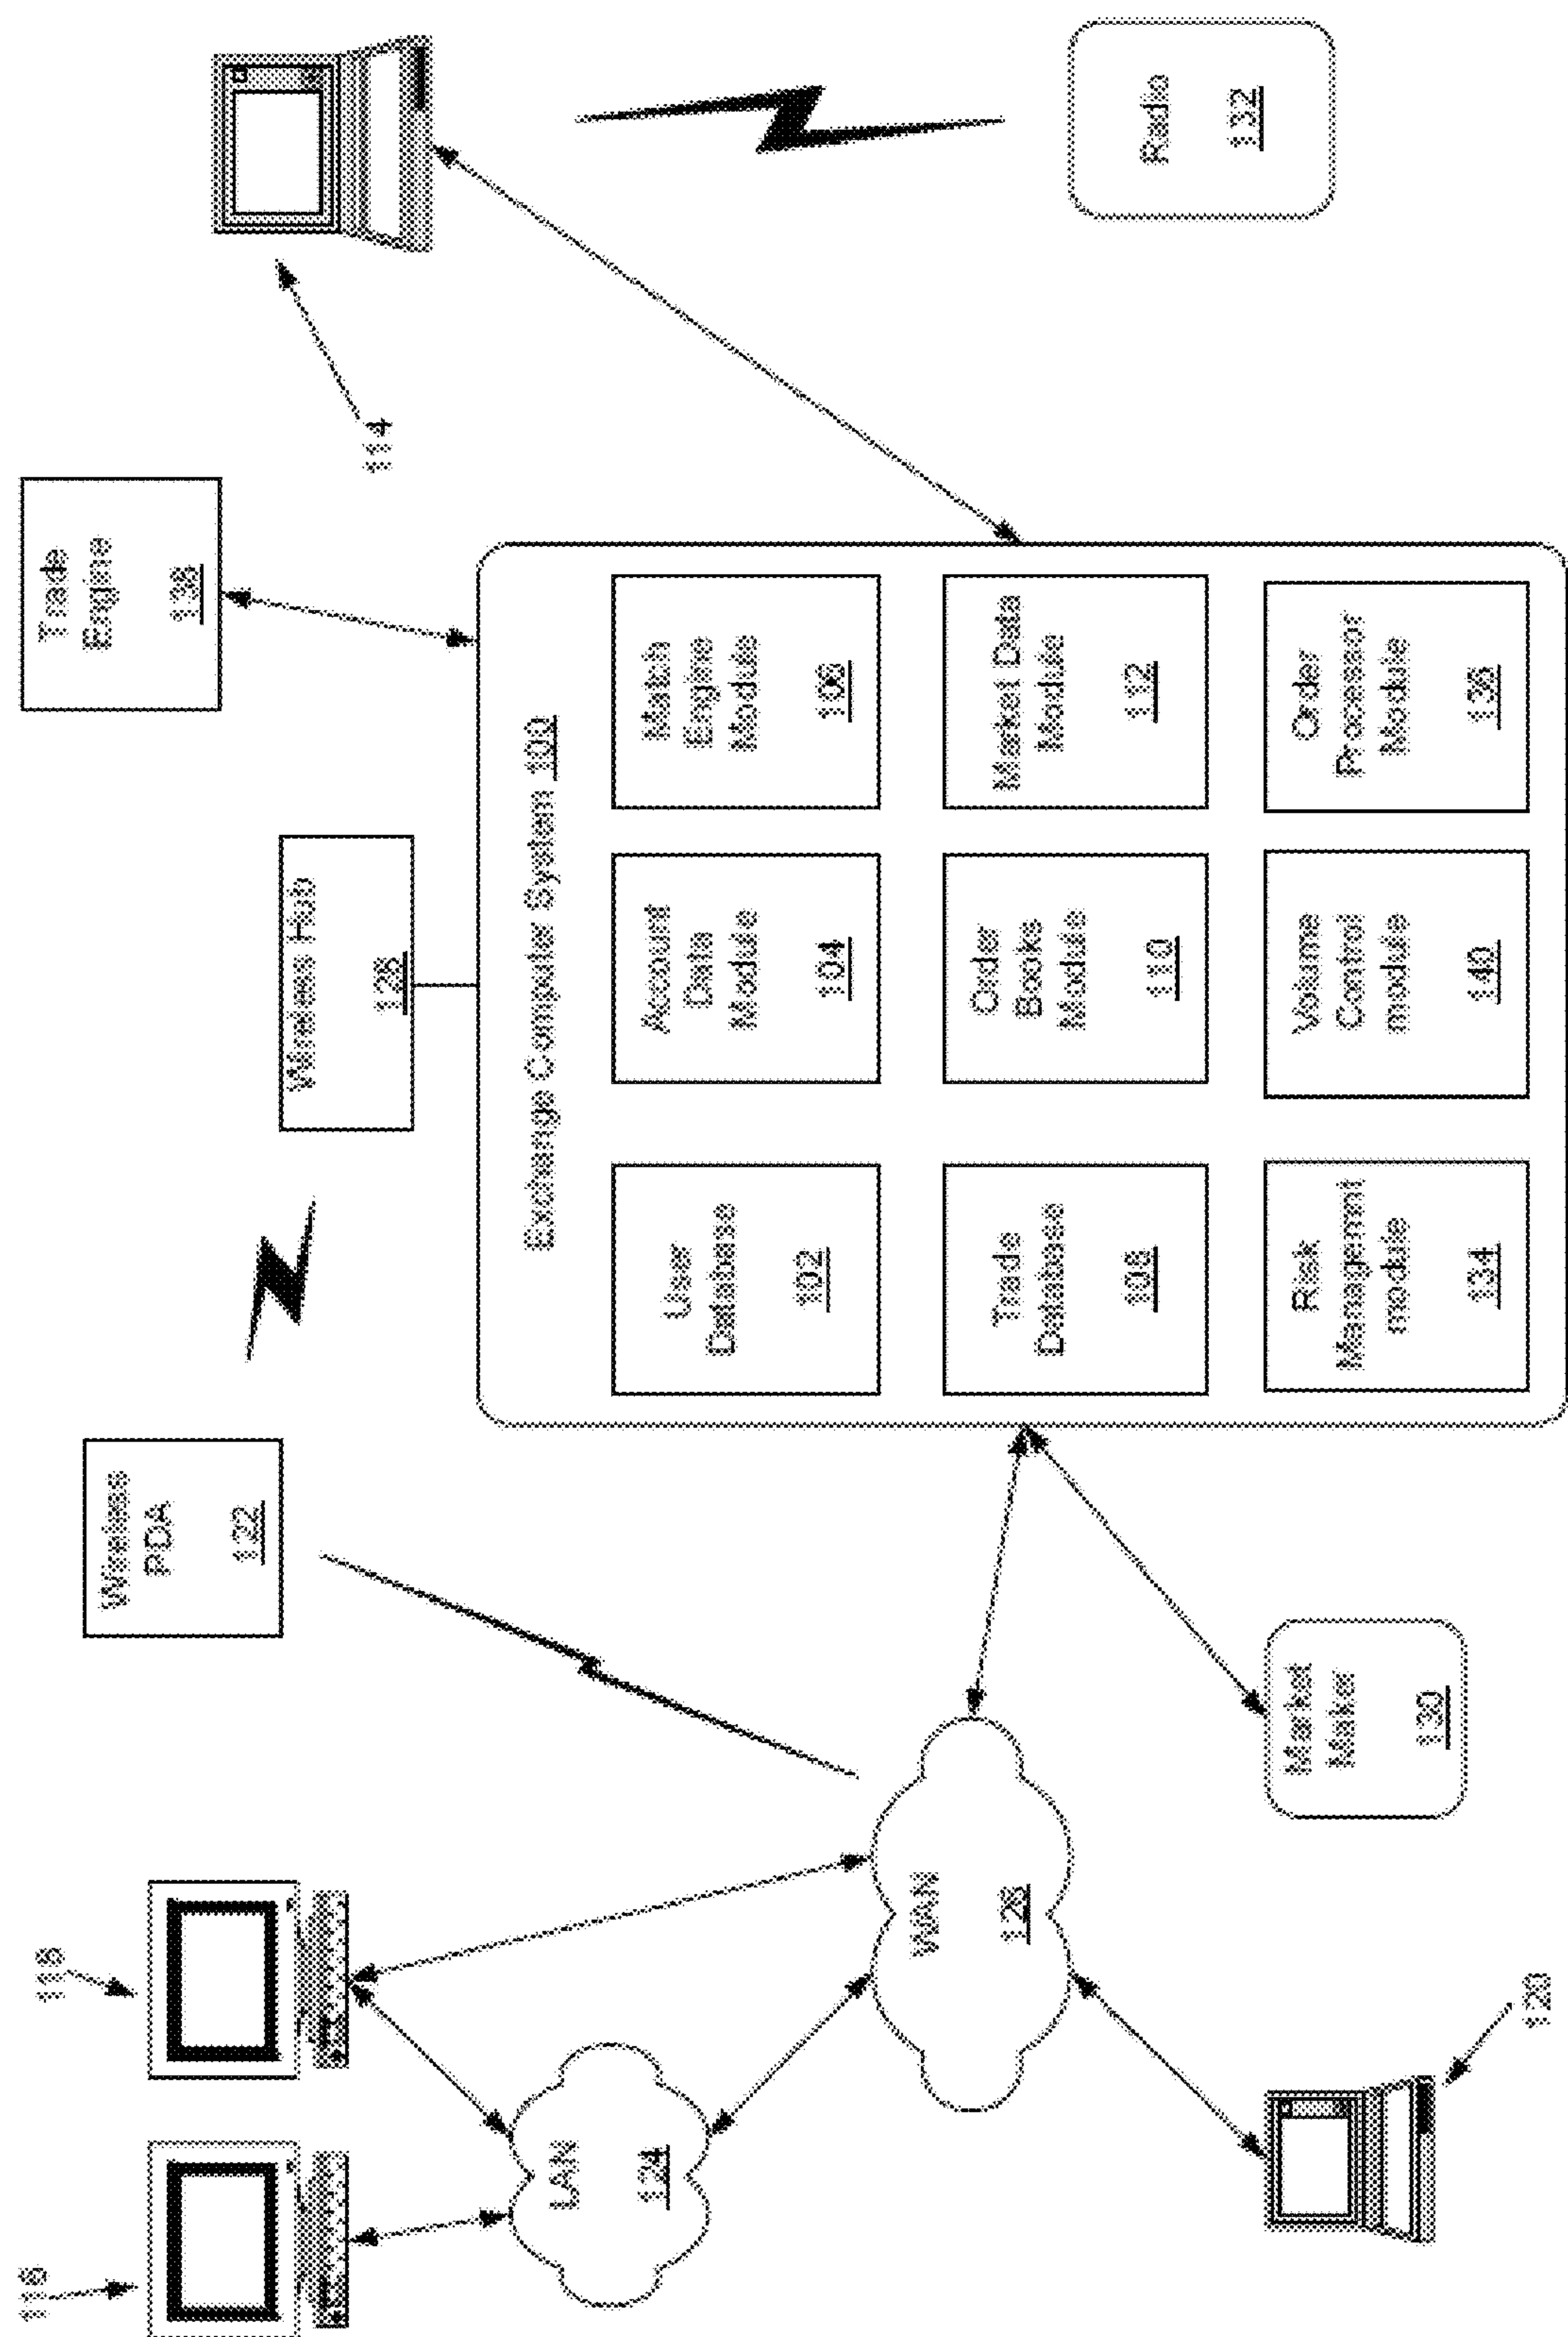 116
118
Wireless
PDA
122
Trade
Engine
138
Wireless Hub
128
114
Exchange Computer System 100
LAN
124
User
Database
102
Account
Data
Module
104
Match
Engine
Module
106
WAN
126
Trade
Database
108
Order
Books
Module
110
Market Data
Module
112
Radio
132
120
Market
Maker
130
Risk
Managemnt
module
134
Volume
Control
module
140
Order
Processor
Module
136